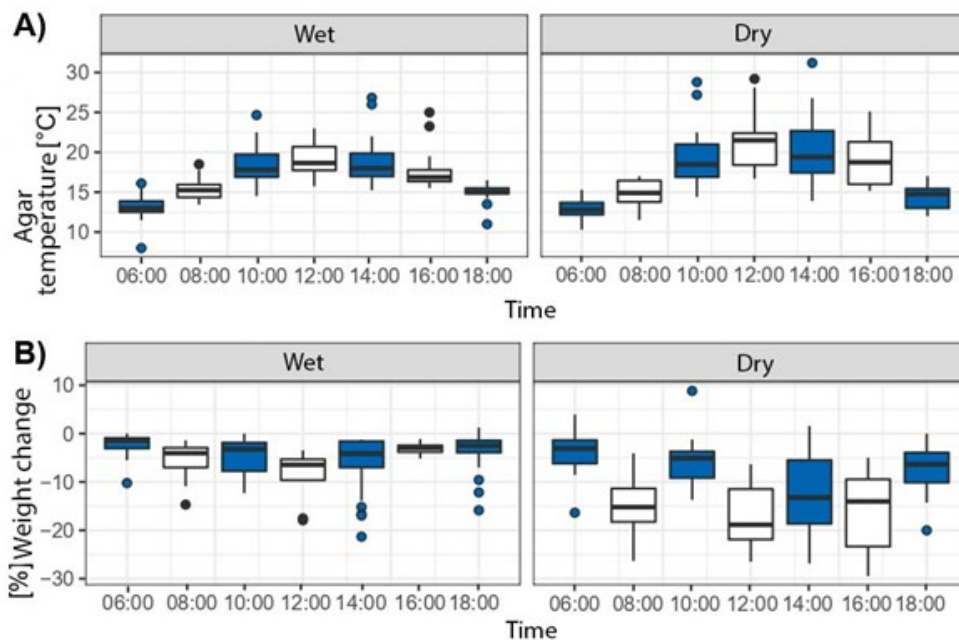 A)
Wet Dry
30
25
20
15
10
Agar
temperature[°C]
06:00 08:00 10:00 12:00 14:00 16:00 18:00 06:00 08:00 10:00 12:00 14:00 16:00 18:00
Time
B)
Wet Dry
10
0
−10
−20
−30
[%]Weight change
06:00 08:00 10:00 12:00 14:00 16:00 18:00 06:00 08:00 10:00 12:00 14:00 16:00 18:00
Time